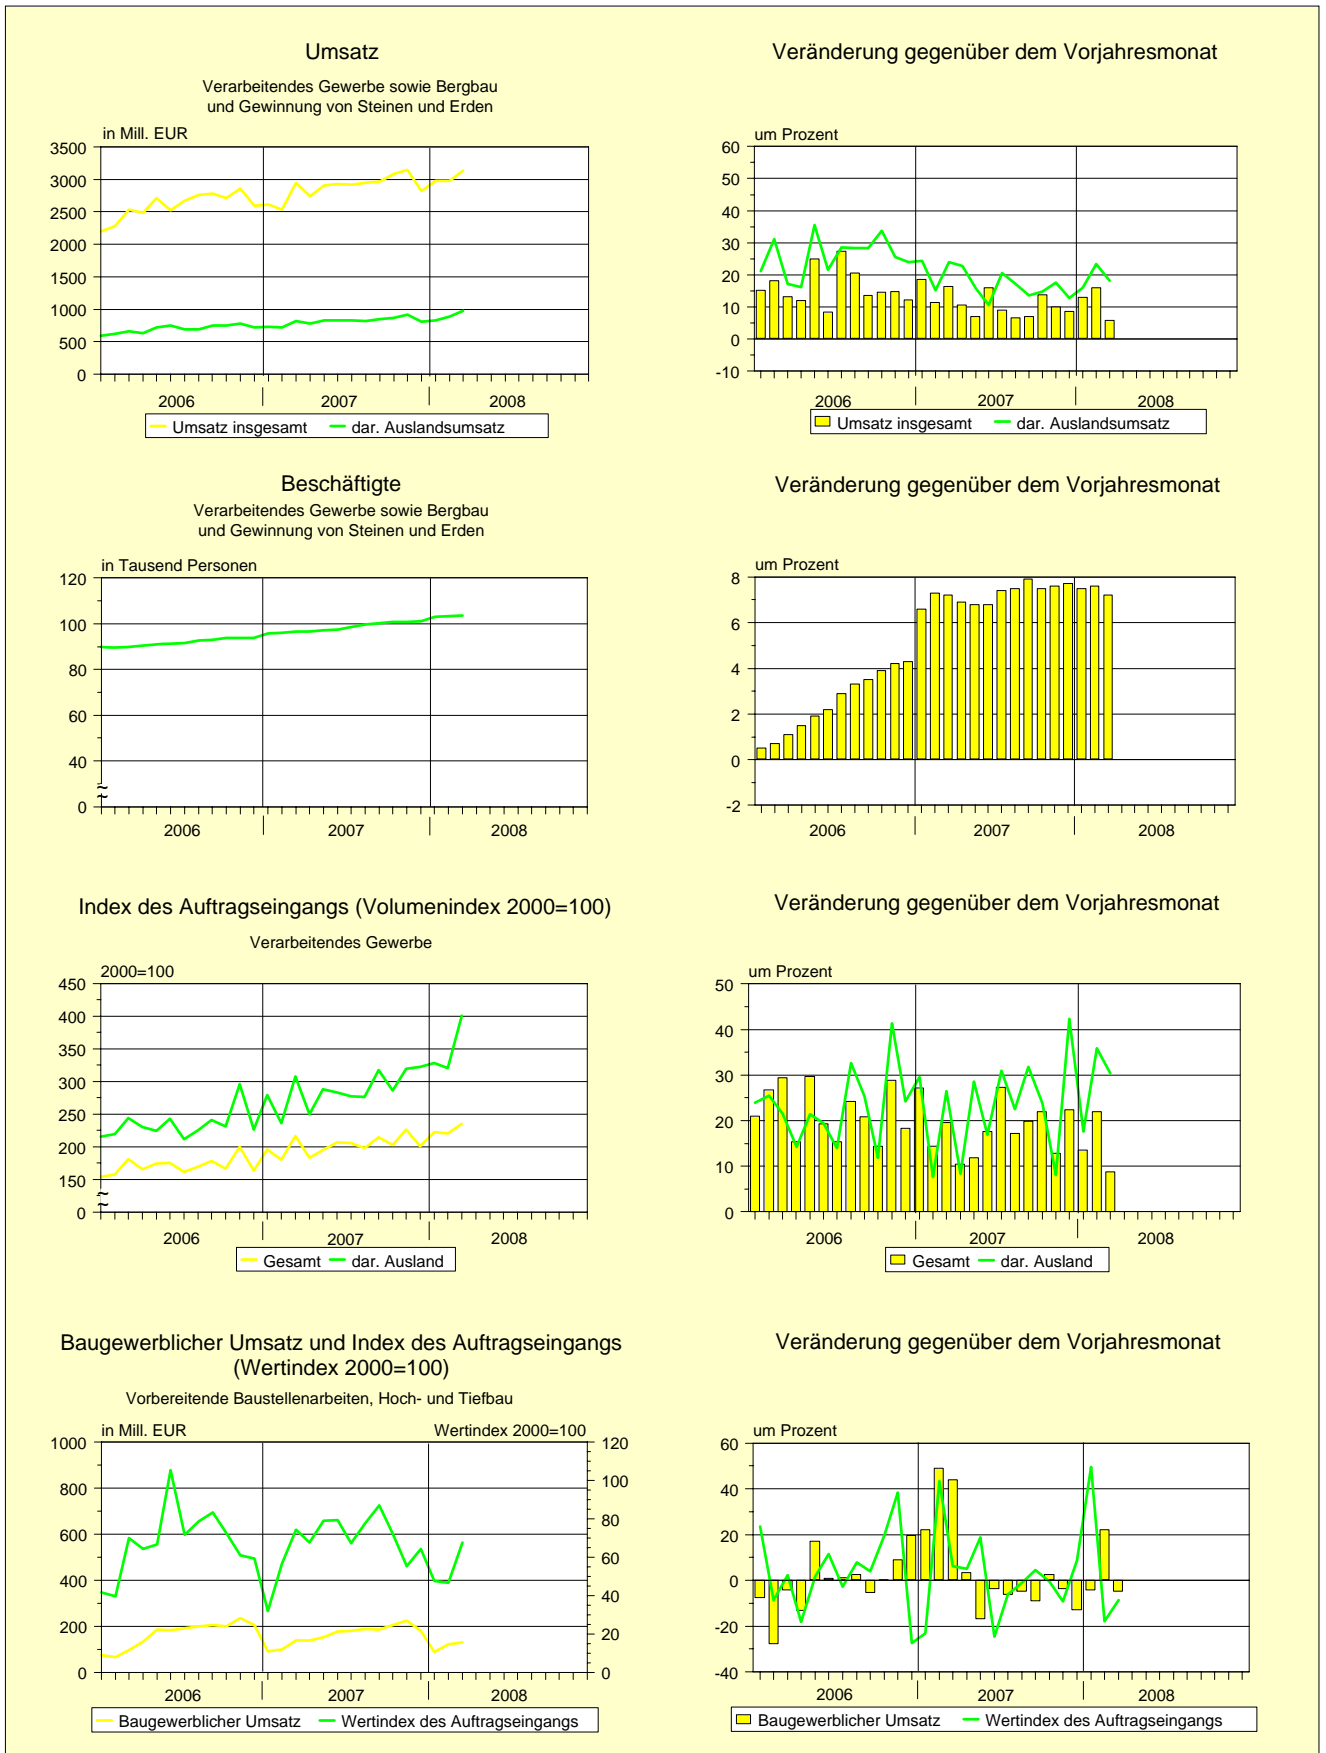 Umsatz
Verarbeitendes Gewerbe sowie Bergbau
und Gewinnung von Steinen und Erden
in Mill. EUR
3500
3000
2500
2000
1500
1000
500
0
2006 2007 2008
Umsatz insgesamt dar. Auslandsumsatz
Veränderung gegenüber dem Vorjahresmonat
um Prozent
60
50
40
30
20
10
0
-10
2006 2007 2008
Umsatz insgesamt dar. Auslandsumsatz
Beschäftigte
Verarbeitendes Gewerbe sowie Bergbau
und Gewinnung von Steinen und Erden
in Tausend Personen
120
100
80
60
40
0
2006 2007 2008
Veränderung gegenüber dem Vorjahresmonat
um Prozent
8
6
4
2
0
-2
2006 2007 2008
Index des Auftragseingangs (Volumenindex 2000=100)
Verarbeitendes Gewerbe
2000=100
450
400
350
300
250
200
150
0
2006 2007 2008
Gesamt dar. Ausland
Veränderung gegenüber dem Vorjahresmonat
um Prozent
50
40
30
20
10
0
2006 2007 2008
Gesamt dar. Ausland
Baugewerblicher Umsatz und Index des Auftragseingangs
(Wertindex 2000=100)
Vorbereitende Baustellenarbeiten, Hoch- und Tiefbau
in Mill. EUR Wertindex 2000=100
1000 120
800 100
600 80
400 60
200 40
0 20
0
2006 2007 2008
Baugewerblicher Umsatz Wertindex des Auftragseingangs
Veränderung gegenüber dem Vorjahresmonat
um Prozent
60
40
20
0
-20
-40
2006 2007 2008
Baugewerblicher Umsatz Wertindex des Auftragseingangs